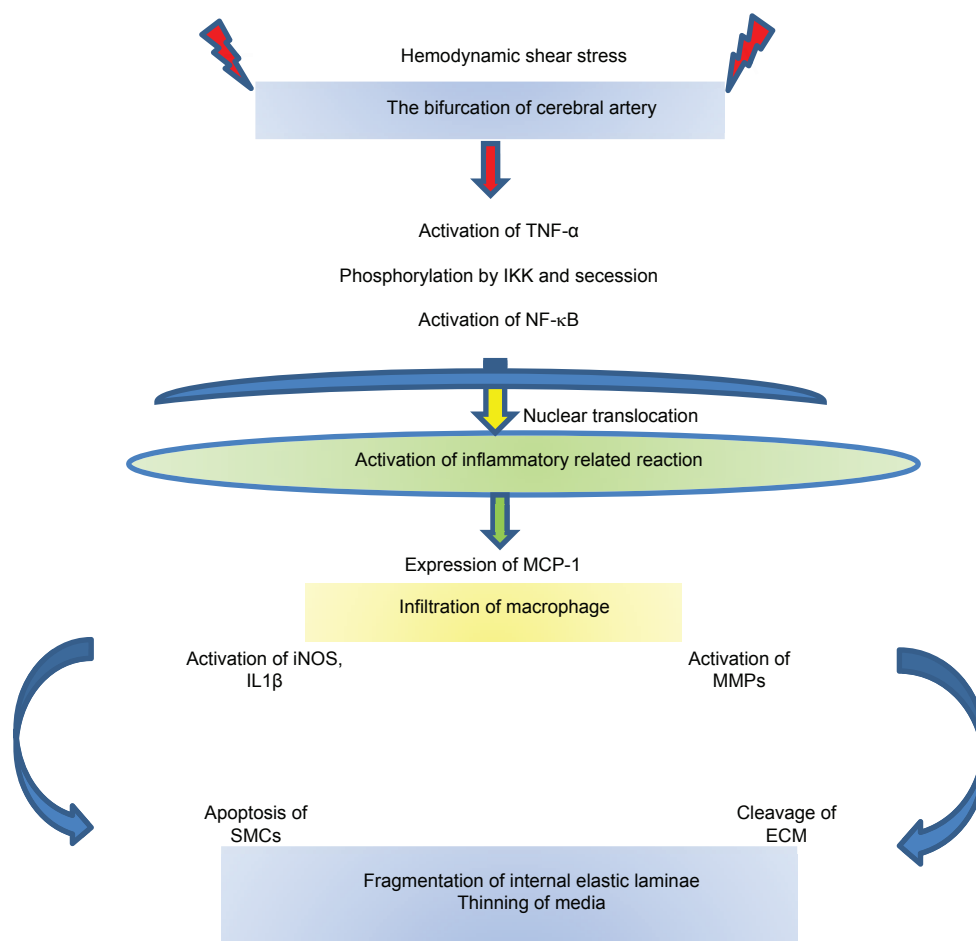 Hemodynamic shear stress
The bifurcation of cerebral artery
Activation of TNF-α
Phosphorylation by IKK and secession
Activation of NF-κB
Nuclear translocation
Activation of inflammatory related reaction
Expression of MCP-1
Infiltration of macrophage
Activation of iNOS,
IL1β
Activation of
MMPs
Apoptosis of
SMCs
Cleavage of
ECM
Fragmentation of internal elastic laminae
Thinning of media